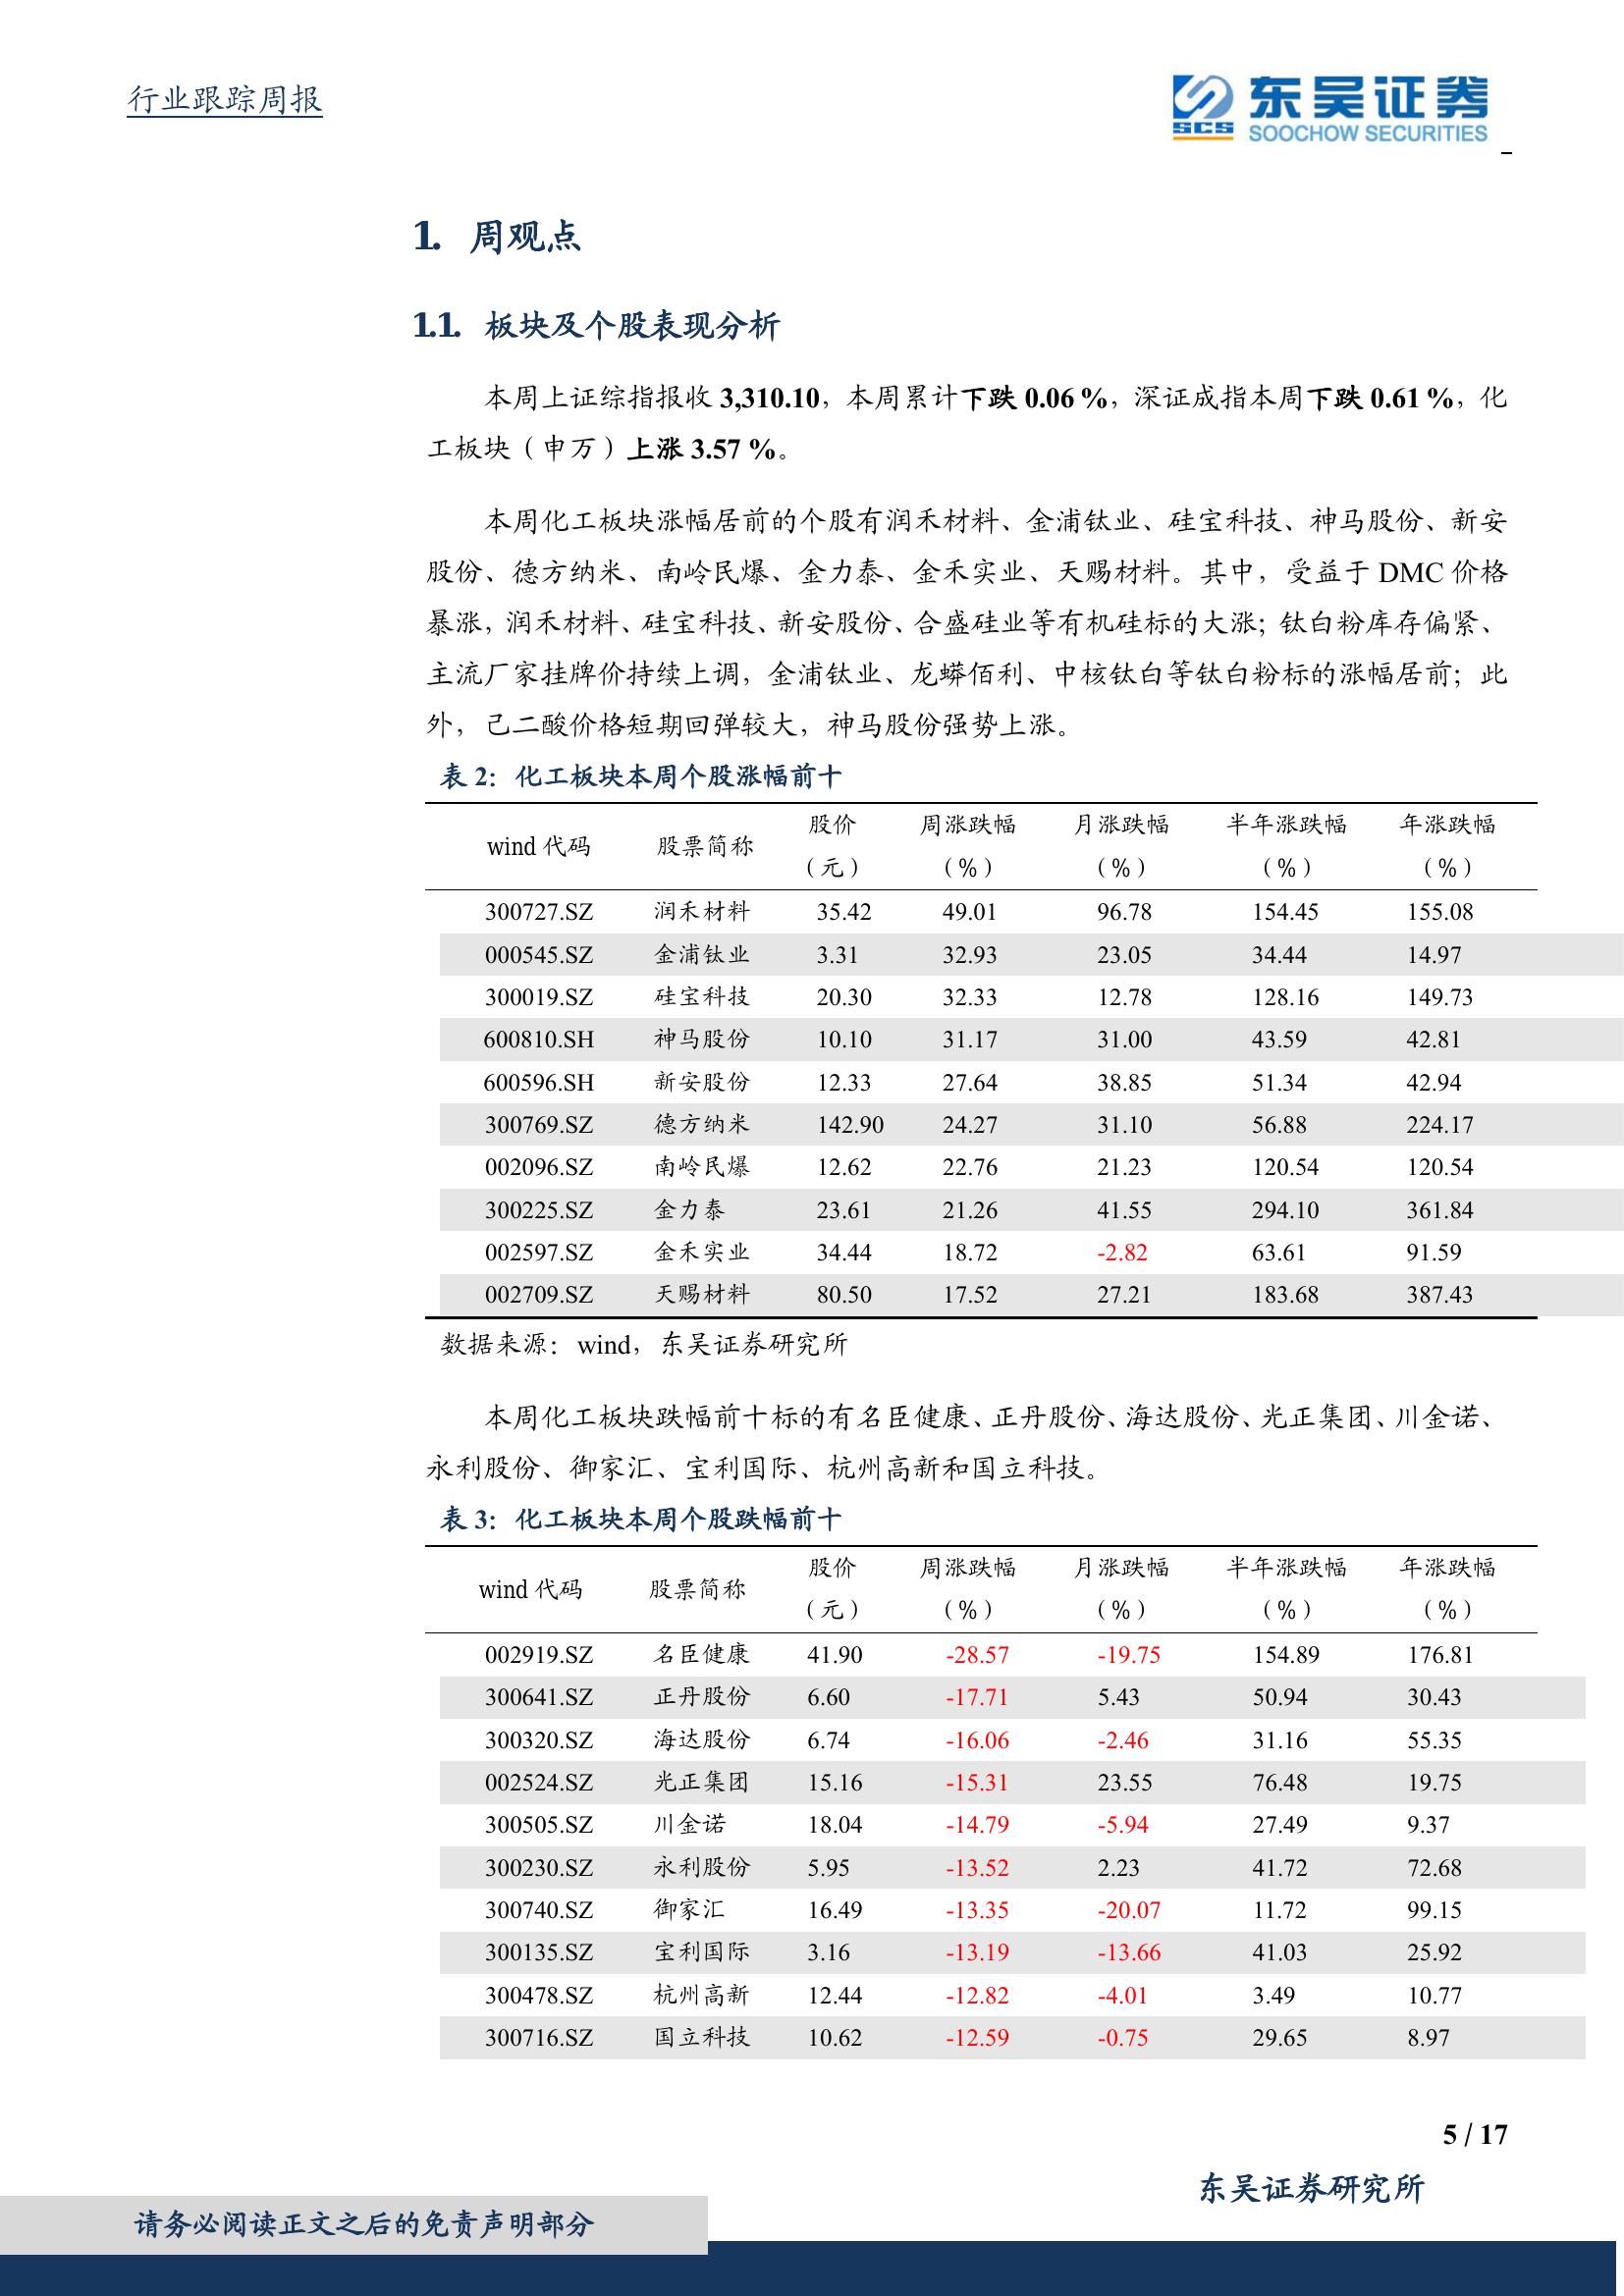 行业跟踪周报
SCS 东吴证券
SOOCHOW SECURITIES
1. 周观点
1.1. 板块及个股表现分析
本周上证综指报收 3,310.10，本周累计下跌 0.06 %，深证成指本周下跌 0.61 %，化
工板块（申万）上涨 3.57 %。
本周化工板块涨幅居前的个股有润禾材料、金浦钛业、硅宝科技、神马股份、新安
股份、德方纳米、南岭民爆、金力泰、金禾实业、天赐材料。其中，受益于 DMC 价格
暴涨，润禾材料、硅宝科技、新安股份、合盛硅业等有机硅标的大涨；钛白粉库存偏紧、
主流厂家挂牌价持续上调，金浦钛业、龙蟒佰利、中核钛白等钛白粉标的涨幅居前；此
外，己二酸价格短期回弹较大，神马股份强势上涨。
表 2：化工板块本周个股涨幅前十
wind 代码 股票简称 股价 周涨跌幅 月涨跌幅 半年涨跌幅 年涨跌幅
（元） （%） （%） （%） （%）
300727.SZ 润禾材料 35.42 49.01 96.78 154.45 155.08
000545.SZ 金浦钛业 3.31 32.93 23.05 34.44 14.97
300019.SZ 硅宝科技 20.30 32.33 12.78 128.16 149.73
600810.SH 神马股份 10.10 31.17 31.00 43.59 42.81
600596.SH 新安股份 12.33 27.64 38.85 51.34 42.94
300769.SZ 德方纳米 142.90 24.27 31.10 56.88 224.17
002096.SZ 南岭民爆 12.62 22.76 21.23 120.54 120.54
300225.SZ 金力泰 23.61 21.26 41.55 294.10 361.84
002597.SZ 金禾实业 34.44 18.72 -2.82 63.61 91.59
002709.SZ 天赐材料 80.50 17.52 27.21 183.68 387.43
数据来源：wind，东吴证券研究所
本周化工板块跌幅前十标的有名臣健康、正丹股份、海达股份、光正集团、川金诺、
永利股份、御家汇、宝利国际、杭州高新和国立科技。
表 3：化工板块本周个股跌幅前十
wind 代码 股票简称 股价 周涨跌幅 月涨跌幅 半年涨跌幅 年涨跌幅
（元） （%） （%） （%） （%）
002919.SZ 名臣健康 41.90 -28.57 -19.75 154.89 176.81
300641.SZ 正丹股份 6.60 -17.71 5.43 50.94 30.43
300320.SZ 海达股份 6.74 -16.06 -2.46 31.16 55.35
002524.SZ 光正集团 15.16 -15.31 23.55 76.48 19.75
300505.SZ 川金诺 18.04 -14.79 -5.94 27.49 9.37
300230.SZ 永利股份 5.95 -13.52 2.23 41.72 72.68
300740.SZ 御家汇 16.49 -13.35 -20.07 11.72 99.15
300135.SZ 宝利国际 3.16 -13.19 -13.66 41.03 25.92
300478.SZ 杭州高新 12.44 -12.82 -4.01 3.49 10.77
300716.SZ 国立科技 10.62 -12.59 -0.75 29.65 8.97
5 / 17
东吴证券研究所
请务必阅读正文之后的免责声明部分